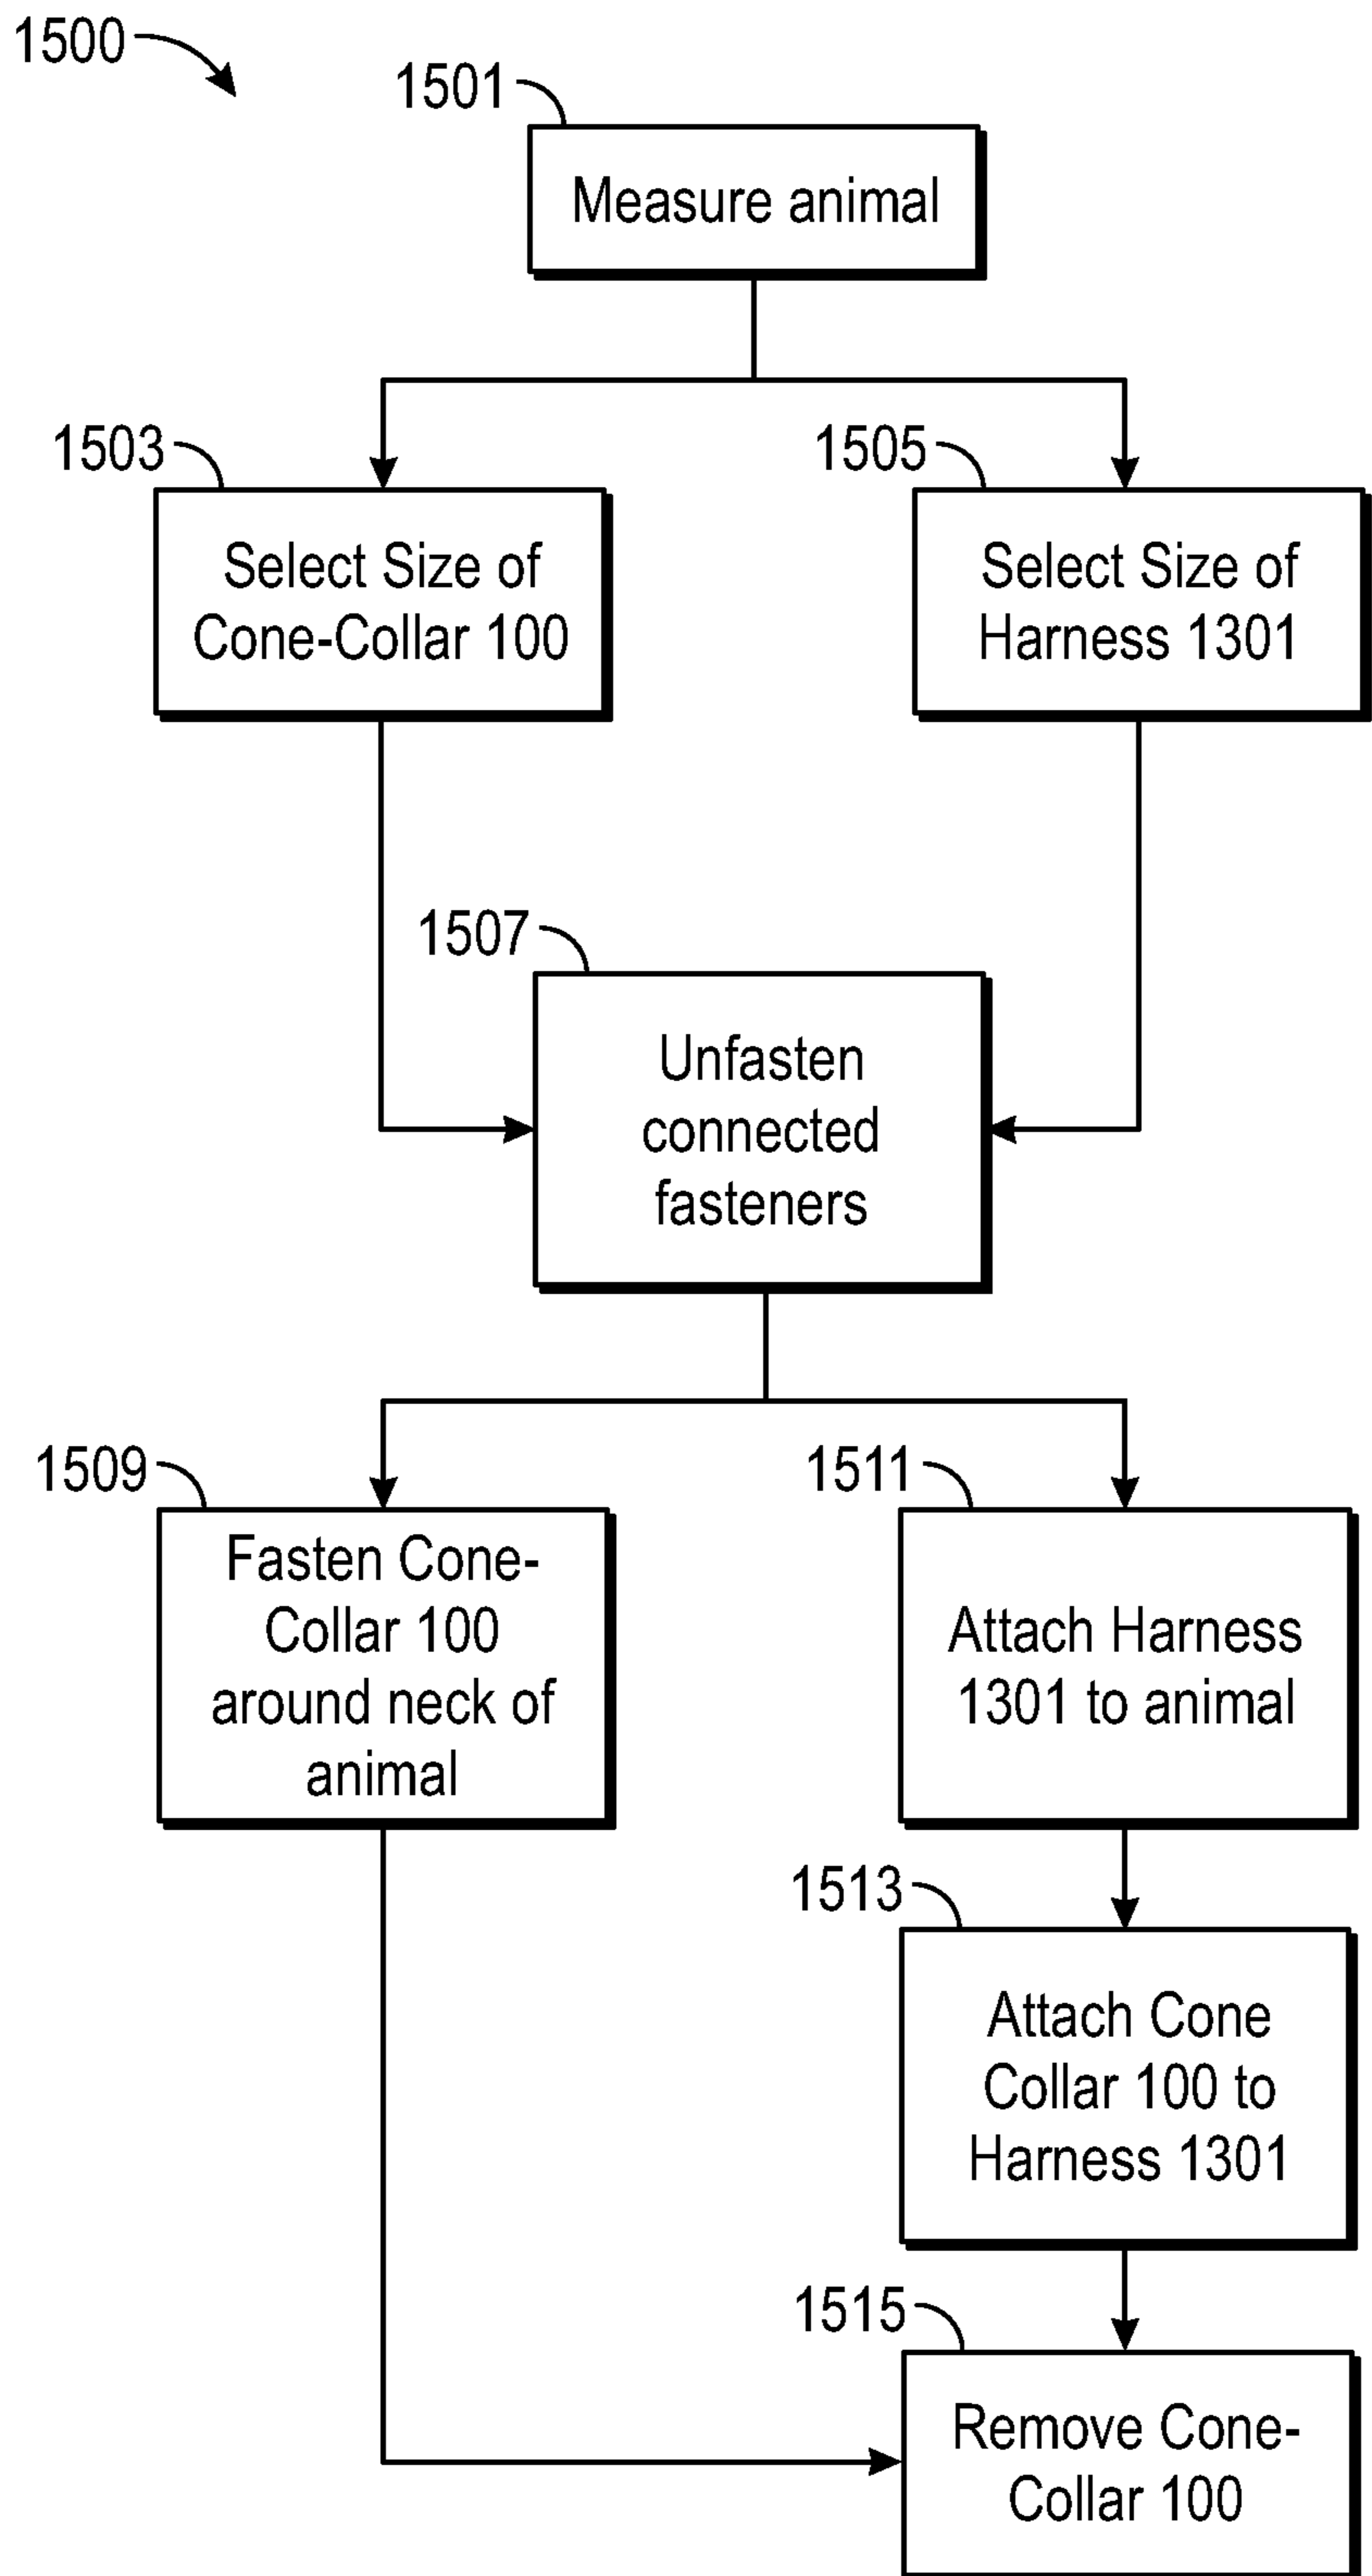 1500
1501
Measure animal
1503
Select Size of
Cone-Collar 100
1505
Select Size of
Harness 1301
1507
Unfasten
connected
fasteners
1509
Fasten Cone-
Collar 100
around neck of
animal
1511
Attach Harness
1301 to animal
1513
Attach Cone
Collar 100 to
Harness 1301
1515
Remove Cone-
Collar 100